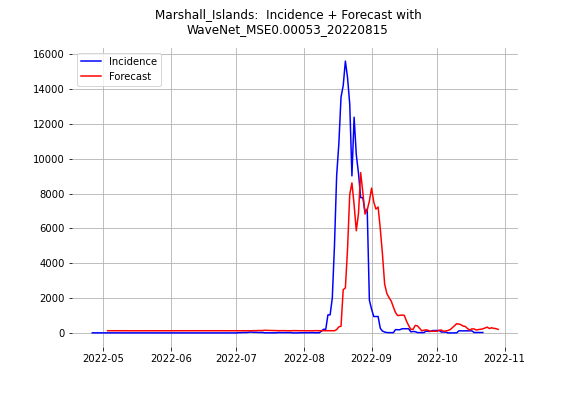 Marshall_Islands:  Incidence + Forecast with
WaveNet_MSE0.00053_20220815
Incidence
Forecast
16000
14000
12000
10000
8000
6000
4000
2000
0
2022-05 2022-06 2022-07 2022-08 2022-09 2022-10 2022-11